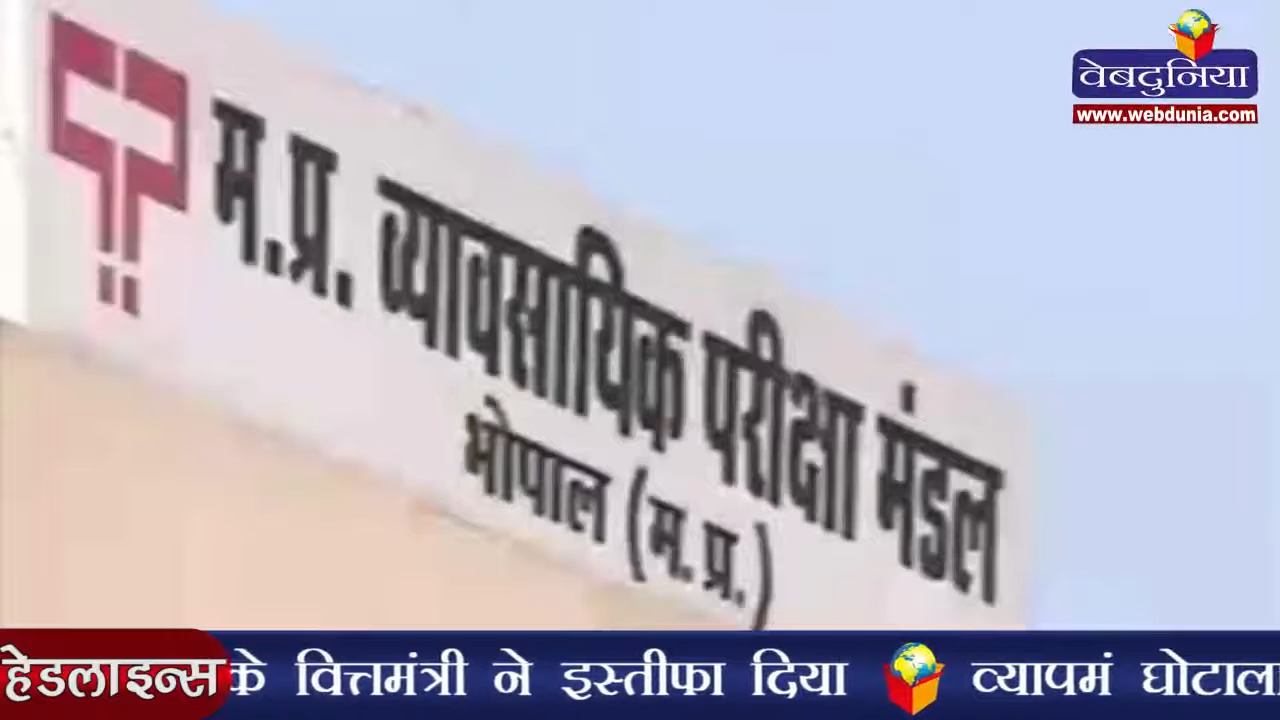 वेबदुनिया
www.webdunia.com
म.प्र. व्यावसायिक परीक्षा मंडल
भोपाल (म. प्र.)
हेडलाइन्स के वित्तमंत्री ने इस्तीफा दिया व्यापमं घोटाला